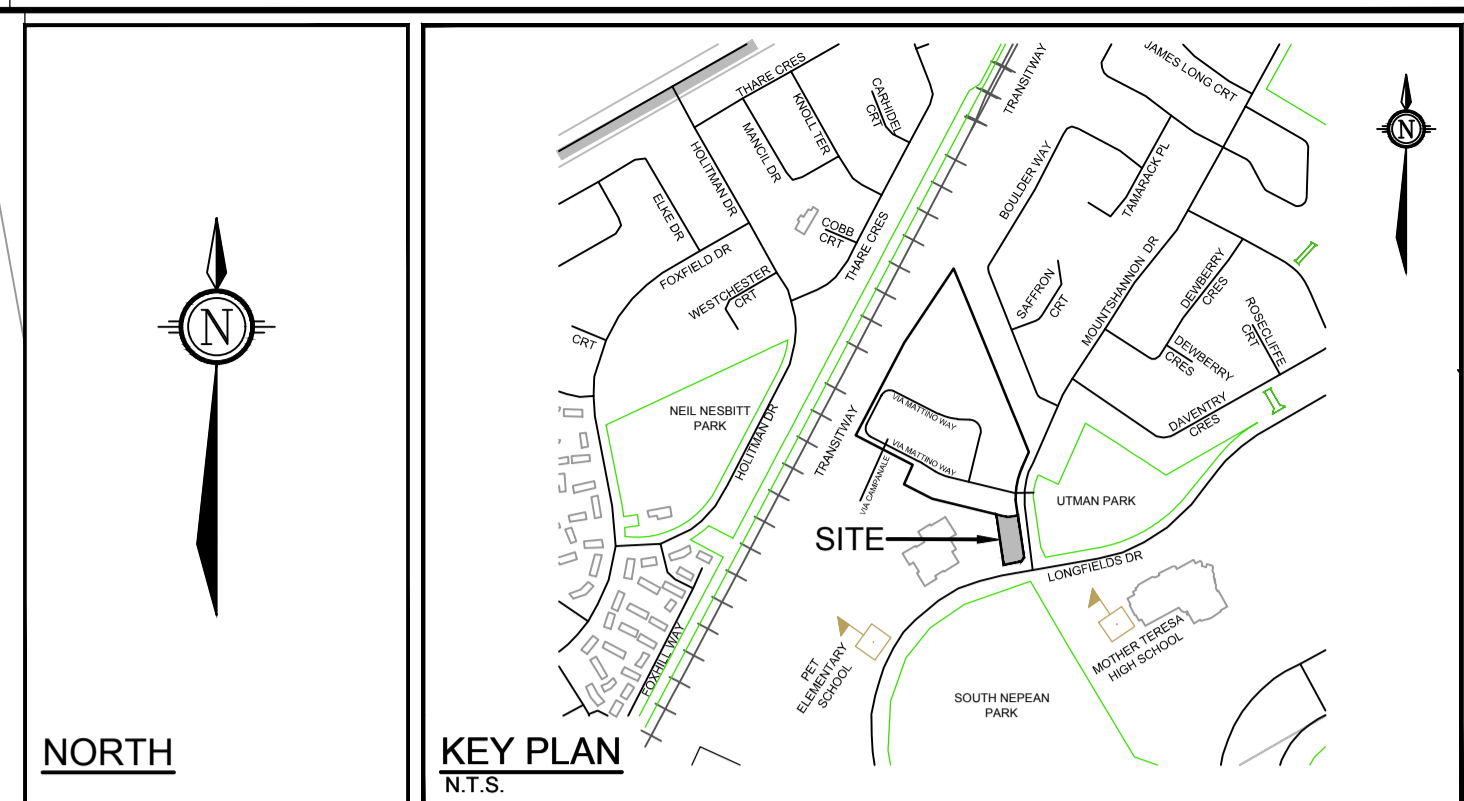 N
NORTH
THARE CRES
CARHIDEL
CRT
KNOLL TER
MANCIL DR
HOLITMAN DR
ELKE DR
FOXFIELD DR
WESTCHESTER
CRT
COBB
CRT
THARE CRES
TRANSITWAY
JAMES LONG CRT
BOULDER WAY
TAMARACK PL
SAFFRON
CRT
MOUNTSHANNON DR
DEWBERRY
CRES
DEWBERRY
CRES
ROSECLIFFE
CRT
DAVENTRY
CRES
N
CRT
NEIL NESBITT
PARK
HOLITMAN DR
TRANSITWAY
VIA MATTINO WAY
VIA MATTINO WAY
VIA CAMPANALE
UTMAN PARK
SITE
LONGFIELDS DR
FOXHILL WAY
PET
ELEMENTARY
SCHOOL
MOTHER TERESA
HIGH SCHOOL
SOUTH NEPEAN
PARK
KEY PLAN
N.T.S.